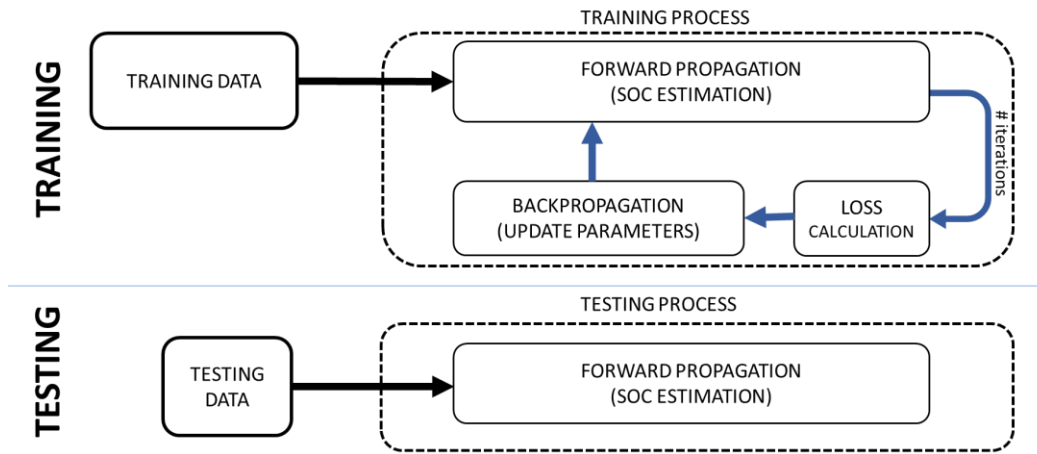 TRAINING
TRAINING DATA
TRAINING PROCESS
FORWARD PROPAGATION
(SOC ESTIMATION)
# iterations
BACKPROPAGATION
(UPDATE PARAMETERS)
LOSS
CALCULATION
TESTING
TESTING
DATA
TESTING PROCESS
FORWARD PROPAGATION
(SOC ESTIMATION)